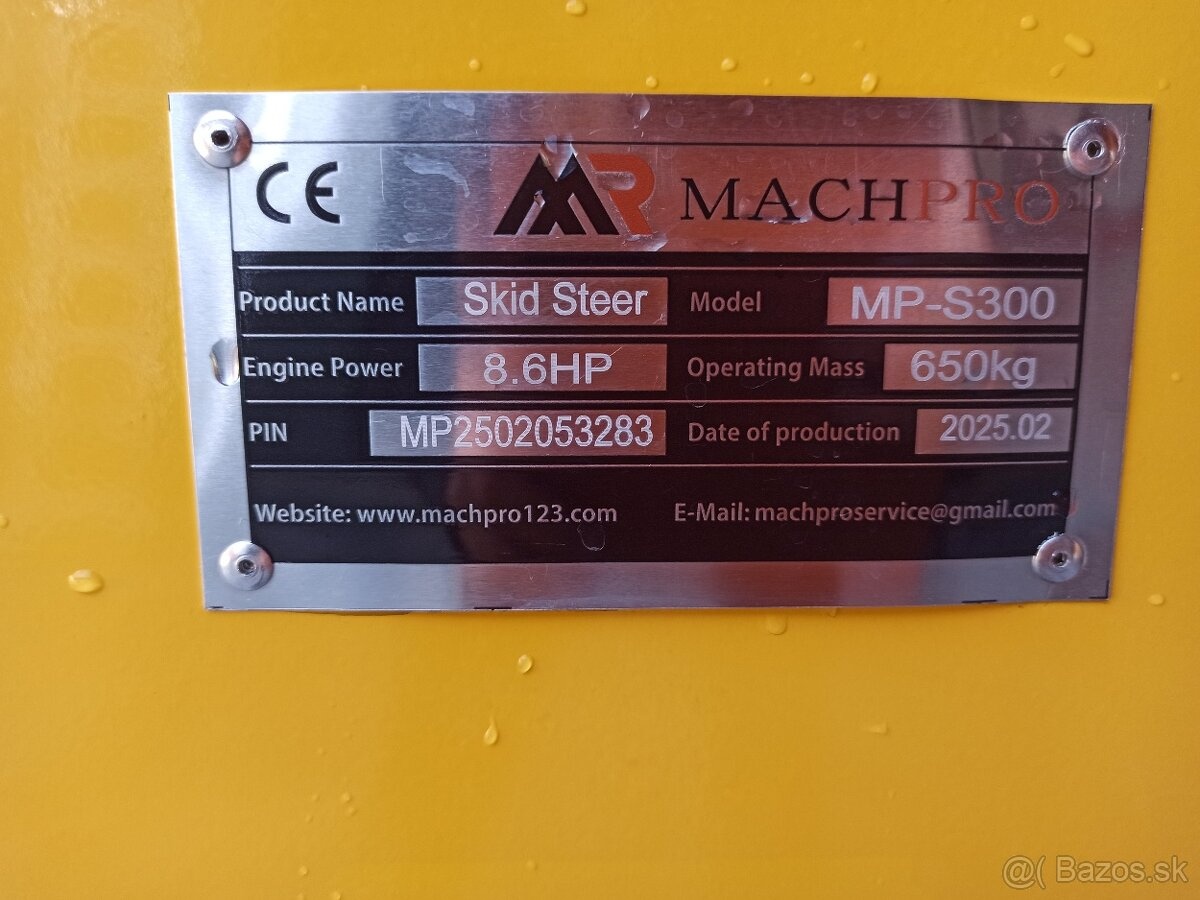 CE MR MACHPRO
Product Name Skid Steer Model MP-S300
Engine Power 8.6HP Operating Mass 650kg
PIN MP2502053283 Date of production 2025.02
Website: www.machpro123.com E-Mail: machproservice@gmail.com
@( Bazos.sk